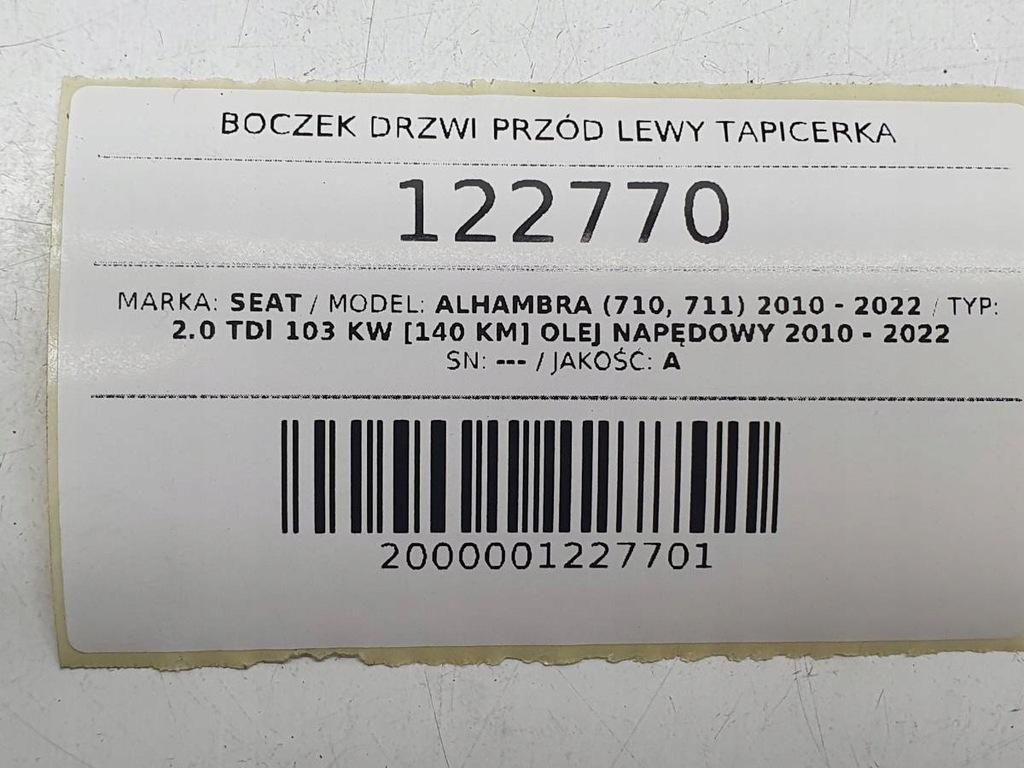 BOCZEK DRZWI PRZÓD LEWY TAPICERKA
122770
MARKA: SEAT / MODEL: ALHAMBRA (710, 711) 2010 - 2022 / TYP:
2.0 TDI 103 KW [140 KM] OLEJ NAPĘDOWY 2010 - 2022
SN: --- / JAKOŚĆ: A
2000001227701